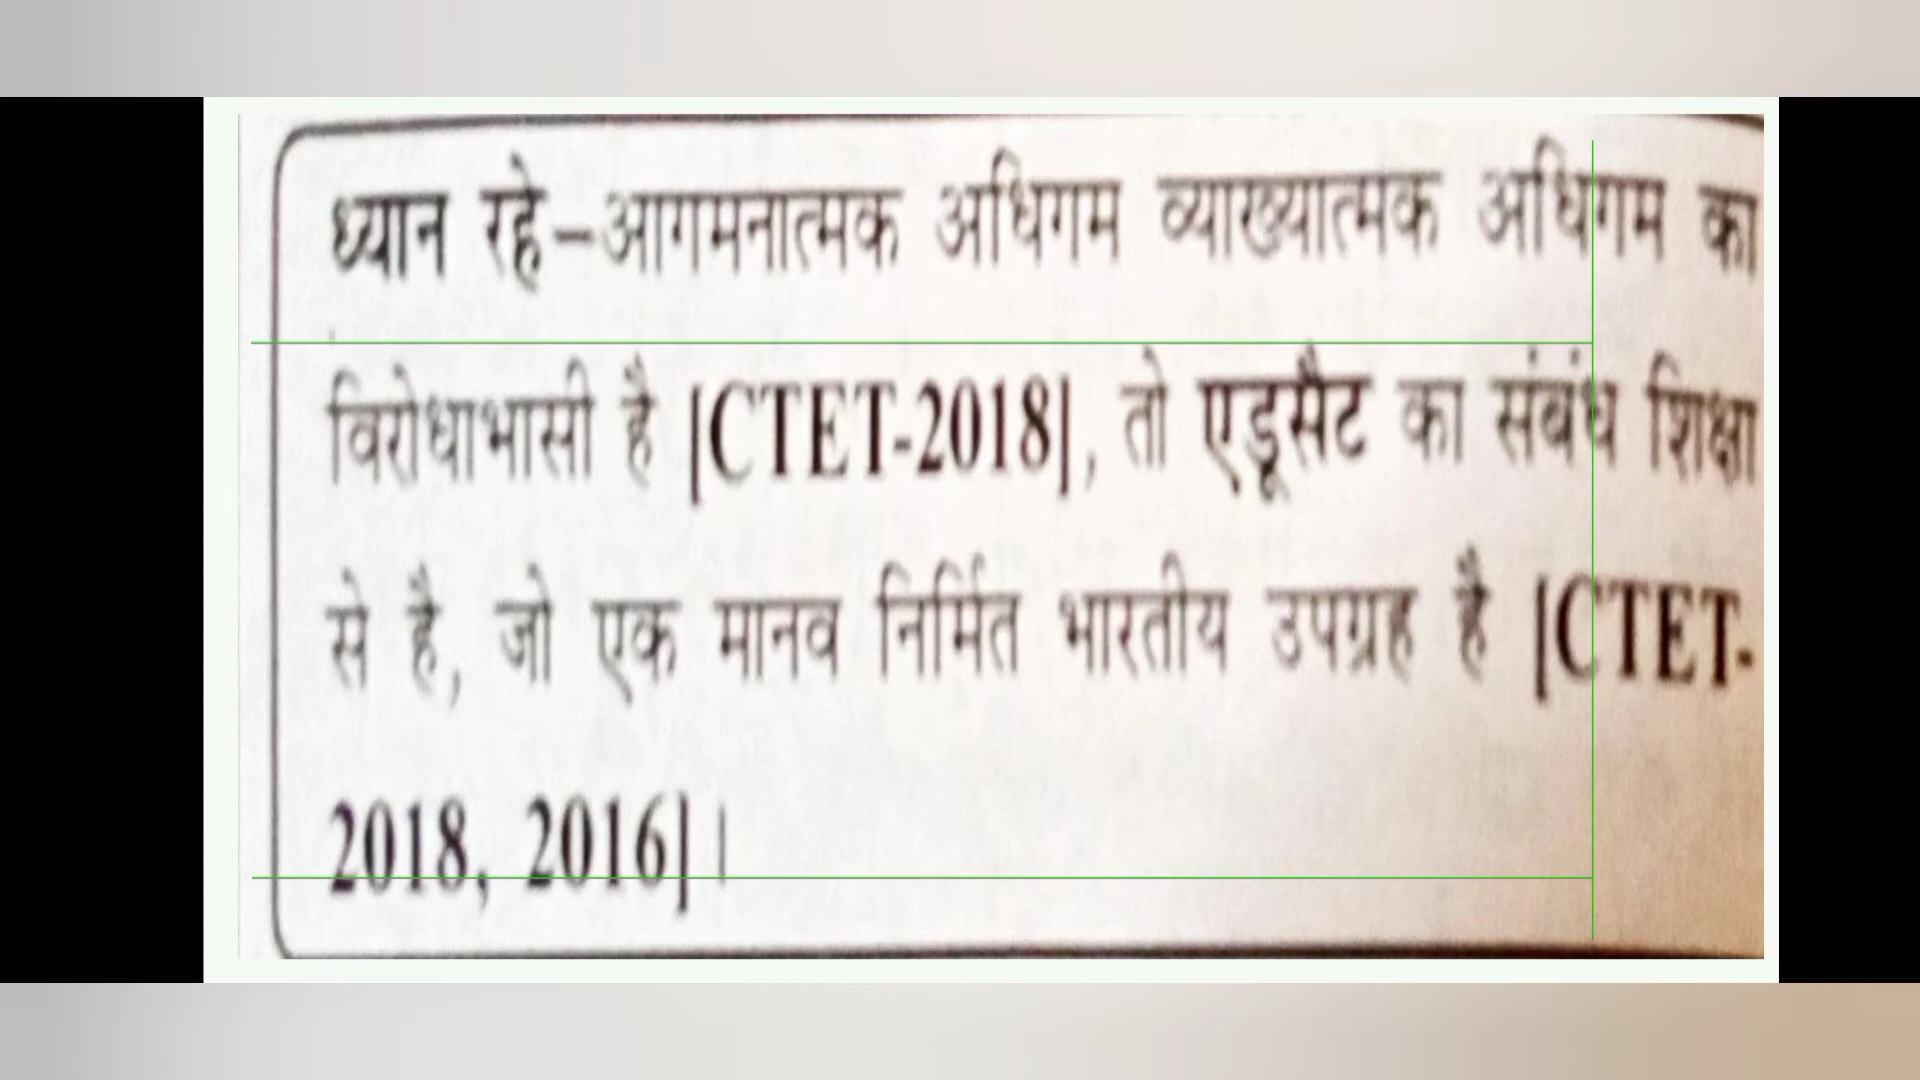 ध्यान रहे–आगमनात्मक अधिगम व्याख्यात्मक अधिगम का
विरोधाभासी है [CTET-2018], तो एडूसैट का संबंध शिक्षा
से है, जो एक मानव निर्मित भारतीय उपग्रह है [CTET-
2018, 2016]।